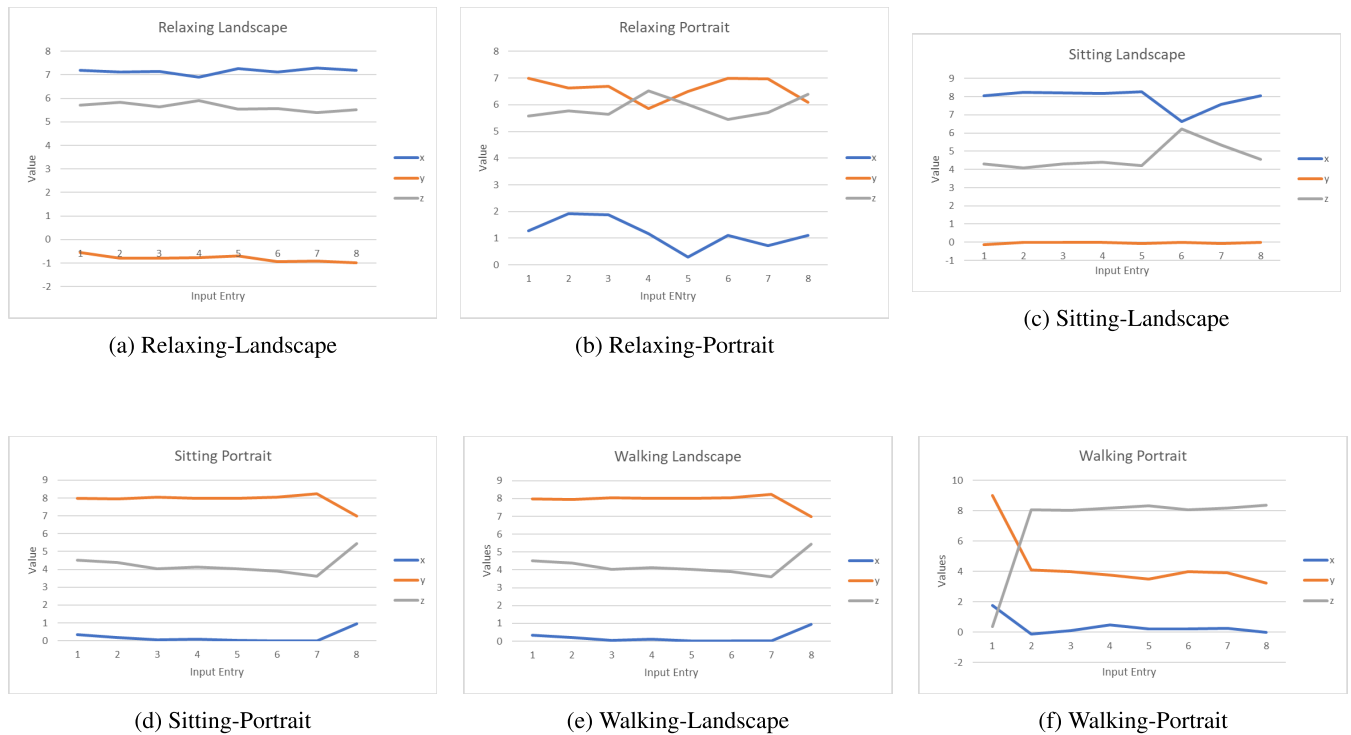 Relaxing Landscape
8
7
6
5
4
3
2
1
0
-1
-2
Value
1 2 3 4 5 6 7 8
Input Entry
x
y
z
(a) Relaxing-Landscape
Relaxing Portrait
8
7
6
5
4
3
2
1
0
Value
1 2 3 4 5 6 7 8
Input ENtry
x
y
z
(b) Relaxing-Portrait
Sitting Landscape
9
8
7
6
5
4
3
2
1
0
-1
Value
1 2 3 4 5 6 7 8
Input Entry
x
y
z
(c) Sitting-Landscape
Sitting Portrait
9
8
7
6
5
4
3
2
1
0
Value
1 2 3 4 5 6 7 8
Input Entry
x
y
z
(d) Sitting-Portrait
Walking Landscape
9
8
7
6
5
4
3
2
1
0
Values
1 2 3 4 5 6 7 8
Input Entry
x
y
z
(e) Walking-Landscape
Walking Portrait
10
8
6
4
2
0
-2
Values
1 2 3 4 5 6 7 8
Input Entry
x
y
z
(f) Walking-Portrait